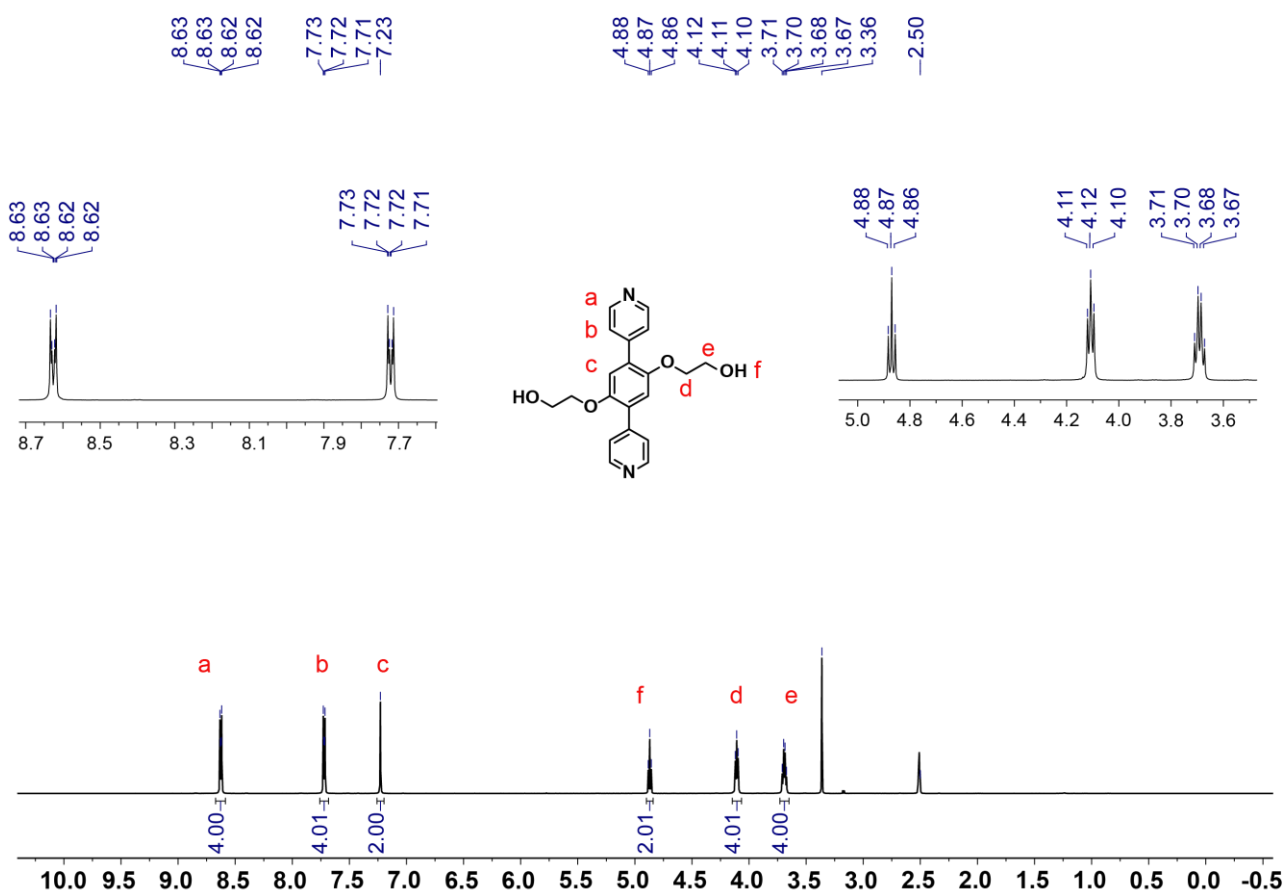 8.63 8.63 8.62 8.62 7.73 7.72 7.71 7.23 4.88 4.87 4.86 4.12 4.11 4.10 3.71 3.70 3.68 3.67 3.36 2.50
8.63 8.63 8.62 8.62 7.73 7.72 7.72 7.71 4.88 4.87 4.86 4.11 4.12 4.10 3.71 3.70 3.68 3.67
N
a
b
c
O
e
OH f
d
HO
O
N
8.7 8.5 8.3 8.1 7.9 7.7
5.0 4.8 4.6 4.4 4.2 4.0 3.8 3.6
a b c f d e
4.00 4.01 2.00 2.01 4.01 4.00
10.0 9.5 9.0 8.5 8.0 7.5 7.0 6.5 6.0 5.5 5.0 4.5 4.0 3.5 3.0 2.5 2.0 1.5 1.0 0.5 0.0 -0.5